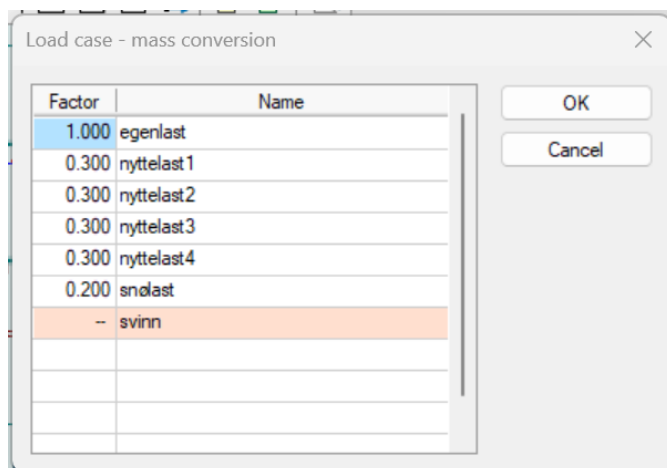 Load case - mass conversion
Factor Name
1.000 egenlast
0.300 nyttelast1
0.300 nyttelast2
0.300 nyttelast3
0.300 nyttelast4
0.200 snølast
-- svinn
OK
Cancel